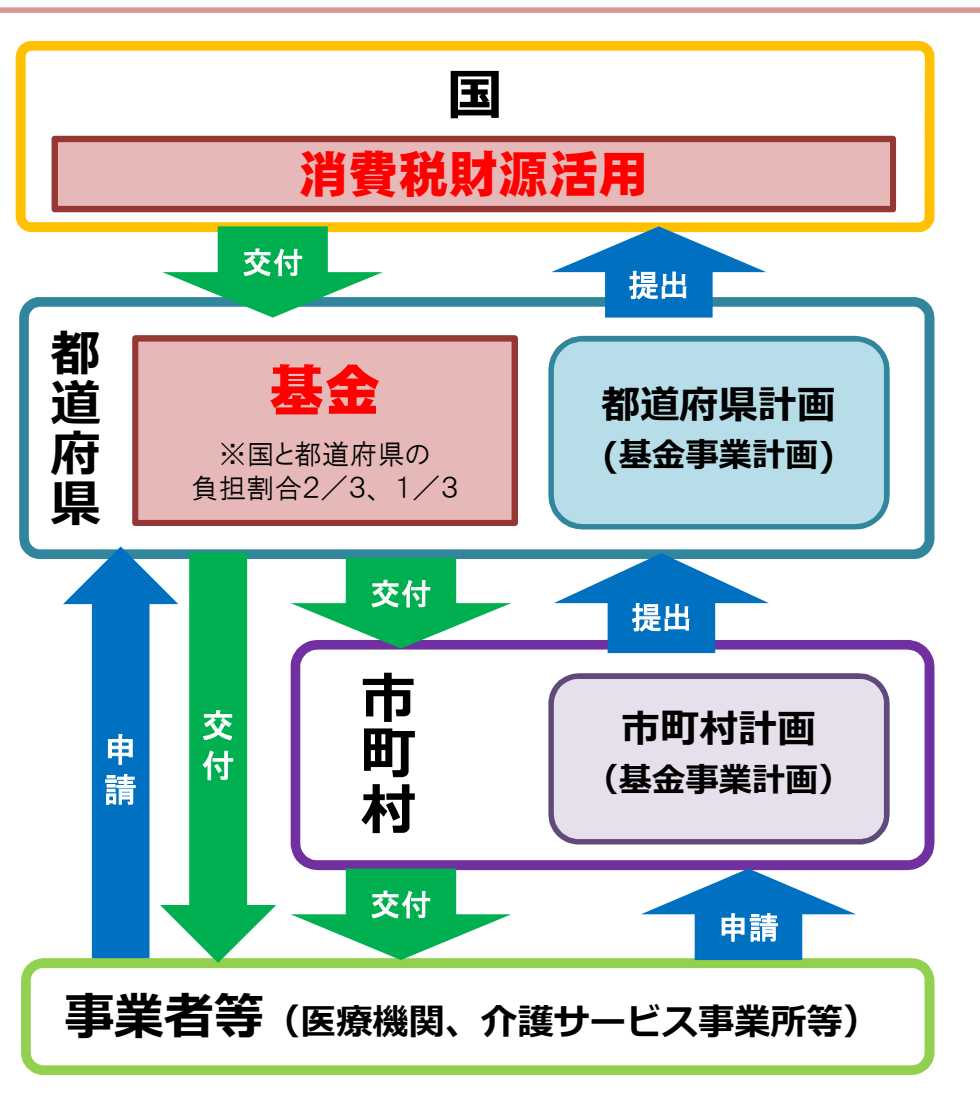 国
消費税財源活用
交付
提出
都道府県
基金
※国と都道府県の
負担割合2／3、1／3
都道府県計画
(基金事業計画)
申請
交付
交付
提出
市町村
市町村計画
（基金事業計画）
交付
申請
事業者等（医療機関、介護サービス事業所等）